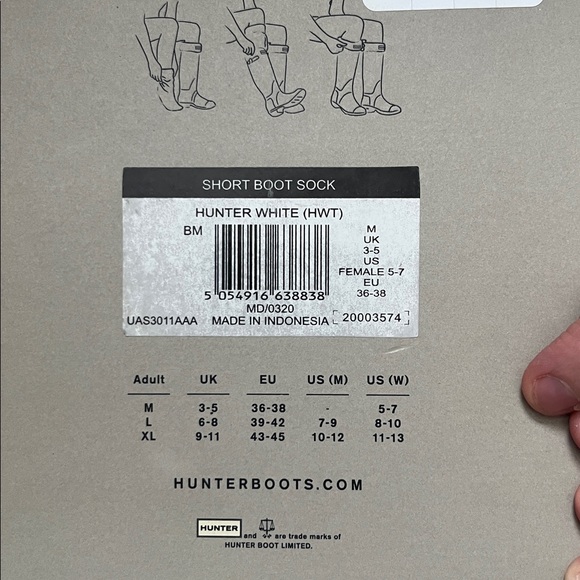 SHORT BOOT SOCK
HUNTER WHITE (HWT)
BM
M
UK
3-5
US
FEMALE 5-7
EU
36-38
5 054916 638838
MD/0320
UAS3011AAA MADE IN INDONESIA 20003574
Adult UK EU US (M) US (W)
M 3-5 36-38 - 5-7
L 6-8 39-42 7-9 8-10
XL 9-11 43-45 10-12 11-13
HUNTERBOOTS.COM
HUNTER and are trade marks of
HUNTER BOOT LIMITED.